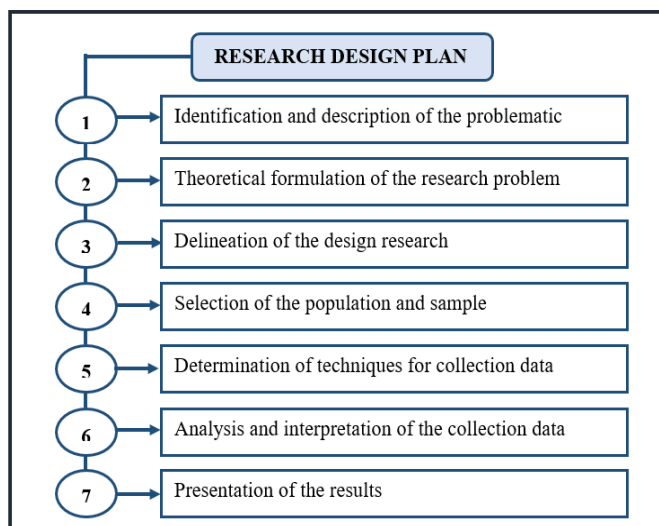 RESEARCH DESIGN PLAN
1 Identification and description of the problematic
2 Theoretical formulation of the research problem
3 Delineation of the design research
4 Selection of the population and sample
5 Determination of techniques for collection data
6 Analysis and interpretation of the collection data
7 Presentation of the results